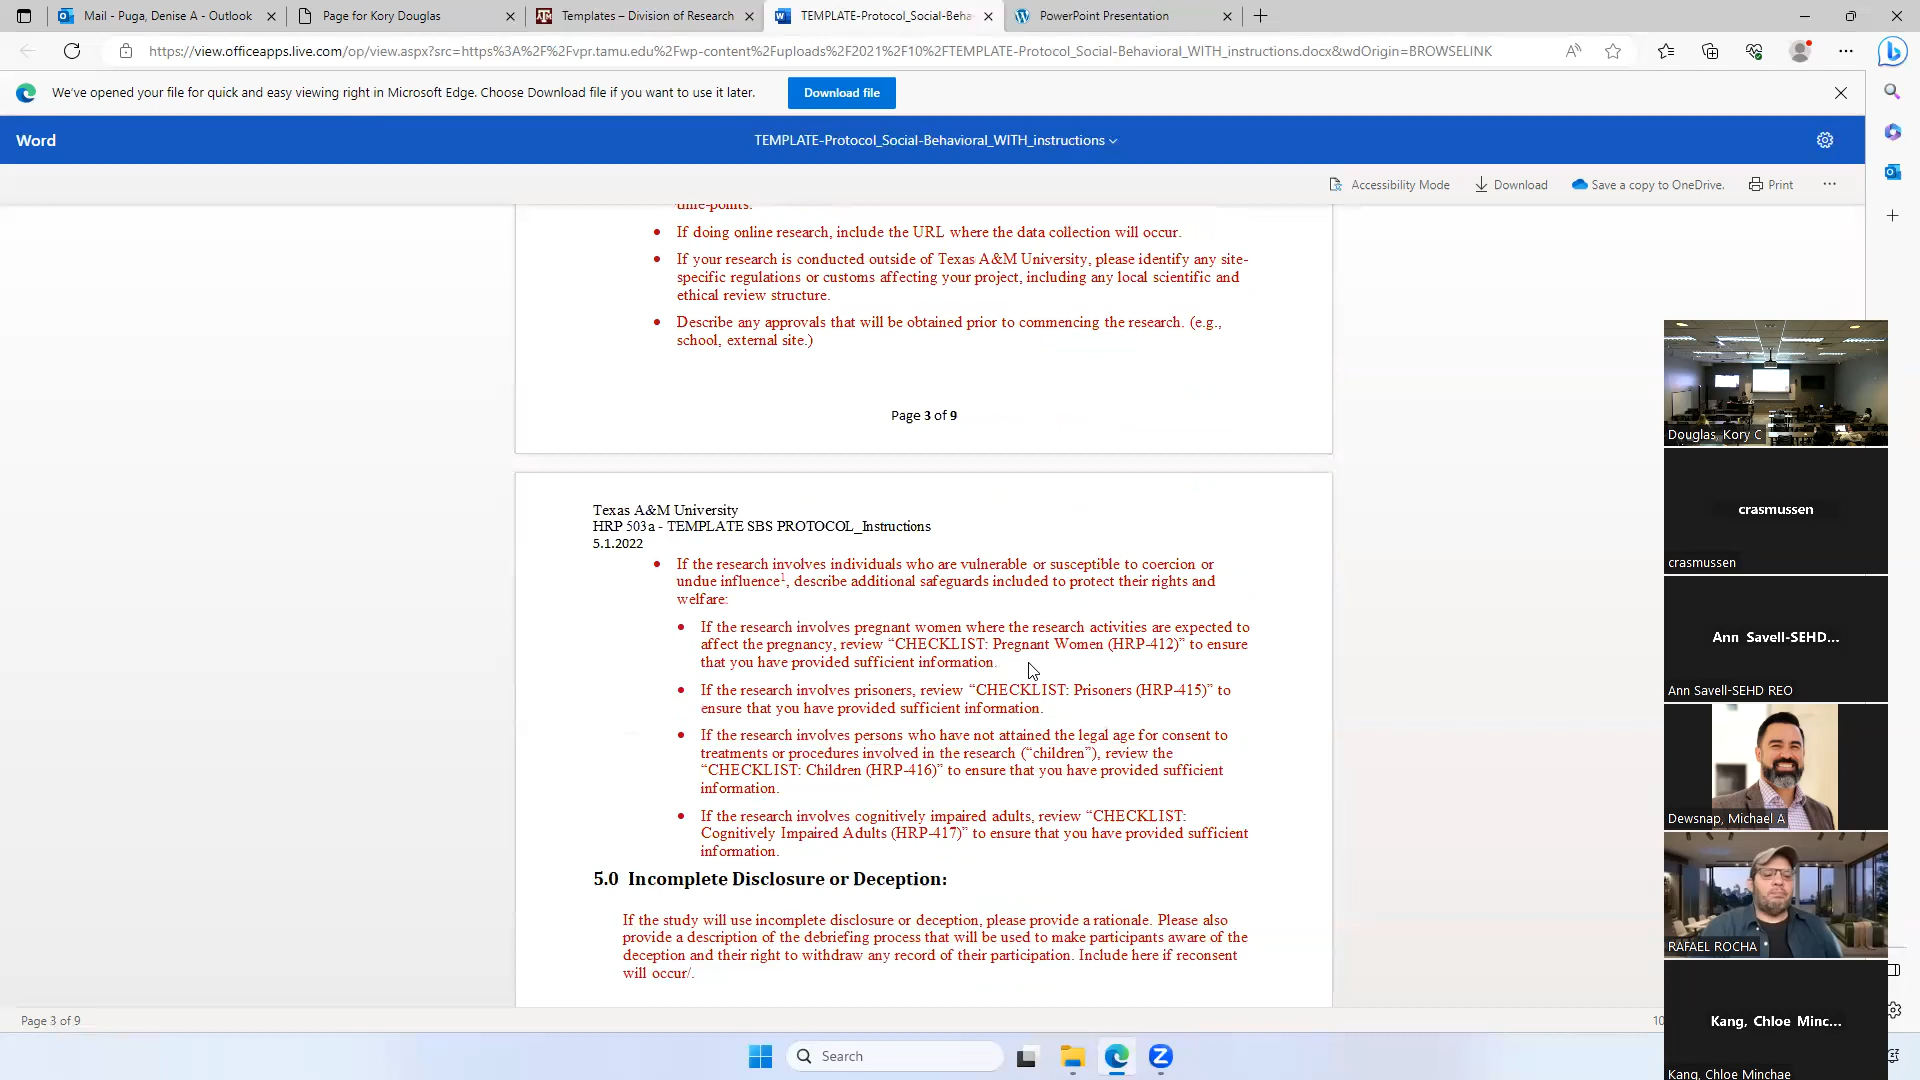 Mail - Puga, Denise A - Outlook
Page for Kory Douglas
Templates – Division of Research
TEMPLATE-Protocol_Social-Beha
PowerPoint Presentation
https://view.officeapps.live.com/op/view.aspx?src=https%3A%2F%2Fvpr.tamu.edu%2Fwp-content%2Fuploads%2F2021%2F10%2FTEMPLATE-Protocol_Social-Behavioral_WITH_instructions.docx&wdOrigin=BROWSELINK
We've opened your file for quick and easy viewing right in Microsoft Edge. Choose Download file if you want to use it later.
Download file
Word
TEMPLATE-Protocol_Social-Behavioral_WITH_instructions
Accessibility Mode
Download
Save a copy to OneDrive.
Print
time-points.
• If doing online research, include the URL where the data collection will occur.
• If your research is conducted outside of Texas A&M University, please identify any site-
specific regulations or customs affecting your project, including any local scientific and
ethical review structure.
• Describe any approvals that will be obtained prior to commencing the research. (e.g.,
school, external site.)
Page 3 of 9
Texas A&M University
HRP 503a - TEMPLATE SBS PROTOCOL_Instructions
5.1.2022
• If the research involves individuals who are vulnerable or susceptible to coercion or
undue influence1, describe additional safeguards included to protect their rights and
welfare:
• If the research involves pregnant women where the research activities are expected to
affect the pregnancy, review “CHECKLIST: Pregnant Women (HRP-412)” to ensure
that you have provided sufficient information.
• If the research involves prisoners, review “CHECKLIST: Prisoners (HRP-415)” to
ensure that you have provided sufficient information.
• If the research involves persons who have not attained the legal age for consent to
treatments or procedures involved in the research (“children”), review the
“CHECKLIST: Children (HRP-416)” to ensure that you have provided sufficient
information.
• If the research involves cognitively impaired adults, review “CHECKLIST:
Cognitively Impaired Adults (HRP-417)” to ensure that you have provided sufficient
information.
5.0 Incomplete Disclosure or Deception:
If the study will use incomplete disclosure or deception, please provide a rationale. Please also
provide a description of the debriefing process that will be used to make participants aware of the
deception and their right to withdraw any record of their participation. Include here if reconsent
will occur/.
Douglas, Kory C
crasmussen
crasmussen
Ann Savell-SEHD...
Ann Savell-SEHD REO
Dewsnap, Michael A
RAFAEL ROCHA
Kang, Chloe Minc...
Kang, Chloe Minchae
Page 3 of 9
10
Search